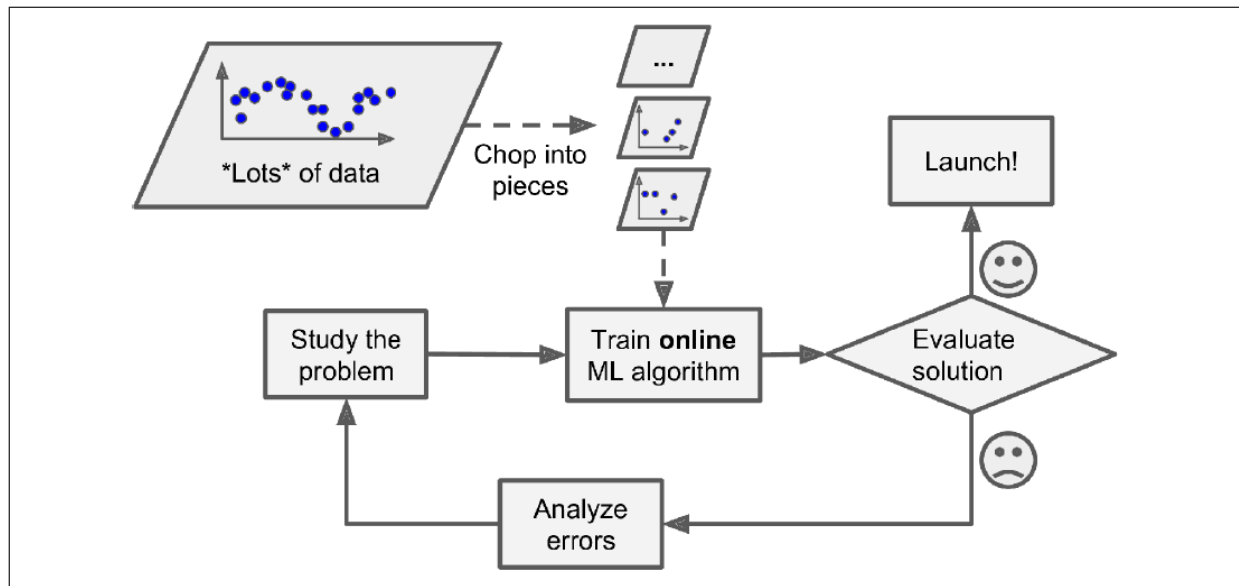 ...
*Lots* of data
Chop into
pieces
Launch!
Study the
problem
Train online
ML algorithm
Evaluate
solution
Analyze
errors